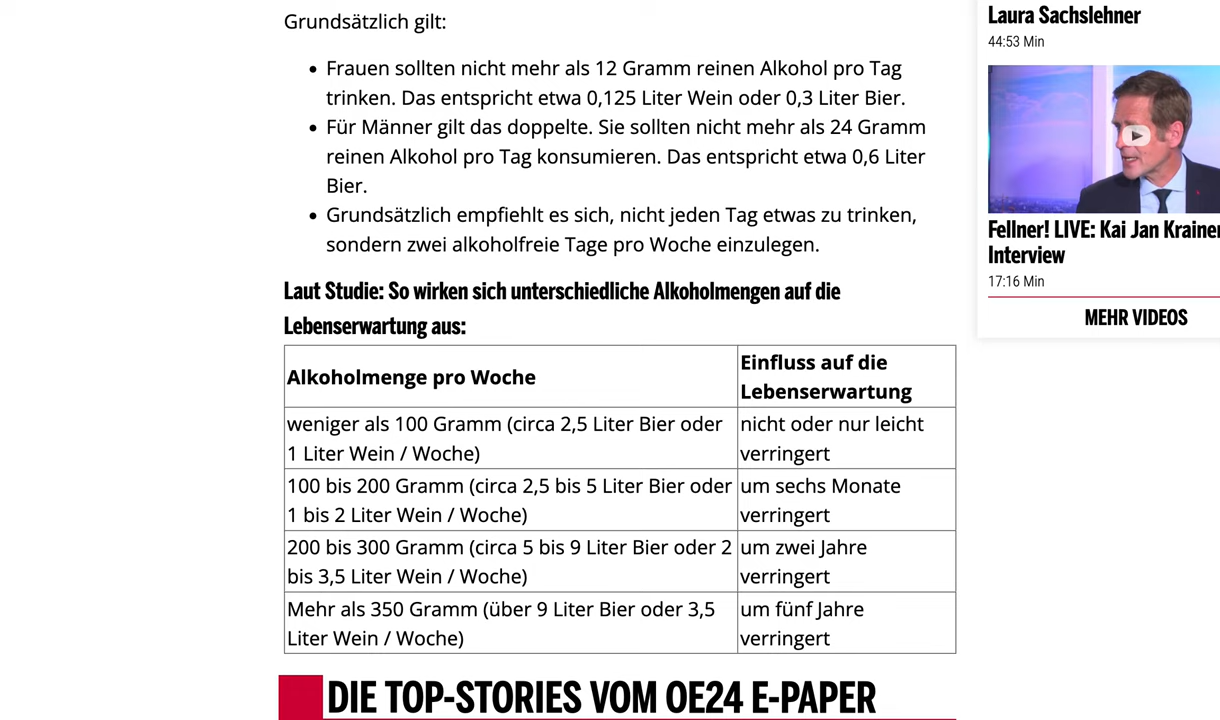 Grundsätzlich gilt:
• Frauen sollten nicht mehr als 12 Gramm reinen Alkohol pro Tag
trinken. Das entspricht etwa 0,125 Liter Wein oder 0,3 Liter Bier.
• Für Männer gilt das doppelte. Sie sollten nicht mehr als 24 Gramm
reinen Alkohol pro Tag konsumieren. Das entspricht etwa 0,6 Liter
Bier.
• Grundsätzlich empfiehlt es sich, nicht jeden Tag etwas zu trinken,
sondern zwei alkoholfreie Tage pro Woche einzulegen.
Laut Studie: So wirken sich unterschiedliche Alkoholmengen auf die
Lebenserwartung aus:
Alkoholmenge pro Woche
Einfluss auf die
Lebenserwartung
weniger als 100 Gramm (circa 2,5 Liter Bier oder
1 Liter Wein / Woche)
nicht oder nur leicht
verringert
100 bis 200 Gramm (circa 2,5 bis 5 Liter Bier oder
1 bis 2 Liter Wein / Woche)
um sechs Monate
verringert
200 bis 300 Gramm (circa 5 bis 9 Liter Bier oder 2
bis 3,5 Liter Wein / Woche)
um zwei Jahre
verringert
Mehr als 350 Gramm (über 9 Liter Bier oder 3,5
Liter Wein / Woche)
um fünf Jahre
verringert
DIE TOP-STORIES VOM OE24 E-PAPER
Laura Sachslehner
44:53 Min
Fellner! LIVE: Kai Jan Krainer
Interview
17:16 Min
MEHR VIDEOS